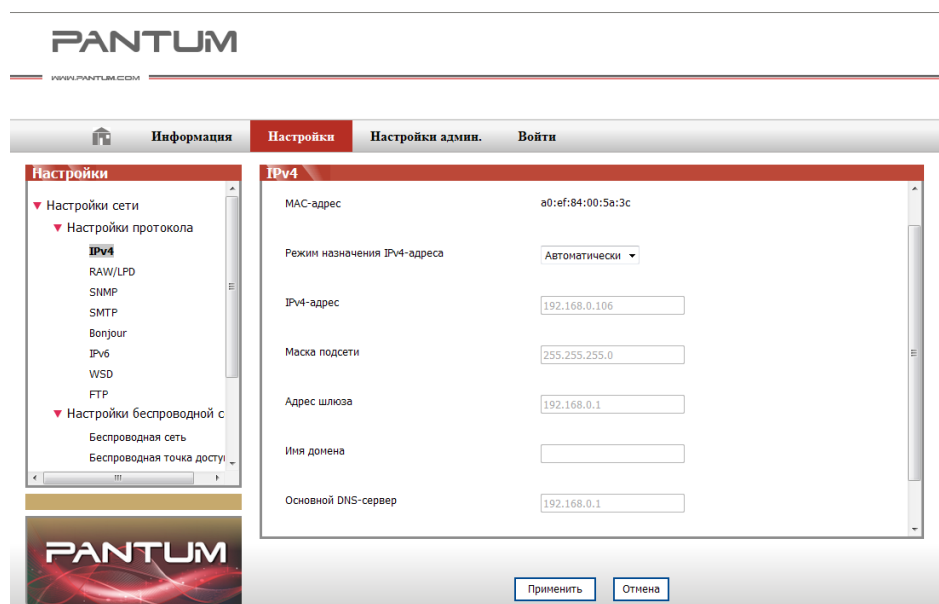 PANTUM
WWW.PANTUM.COM
Информация
Настройки
Настройки админ.
Войти
Настройки
Настройки сети
Настройки протокола
IPv4
RAW/LPD
SNMP
SMTP
Bonjour
IPv6
WSD
FTP
Настройки беспроводной с
Беспроводная сеть
Беспроводная точка досту
PANTUM
IPv4
MAC-адрес a0:ef:84:00:5a:3c
Режим назначения IPv4-адреса Автоматически
IPv4-адрес 192.168.0.106
Маска подсети 255.255.255.0
Адрес шлюза 192.168.0.1
Имя домена
Основной DNS-сервер 192.168.0.1
Применить Отмена